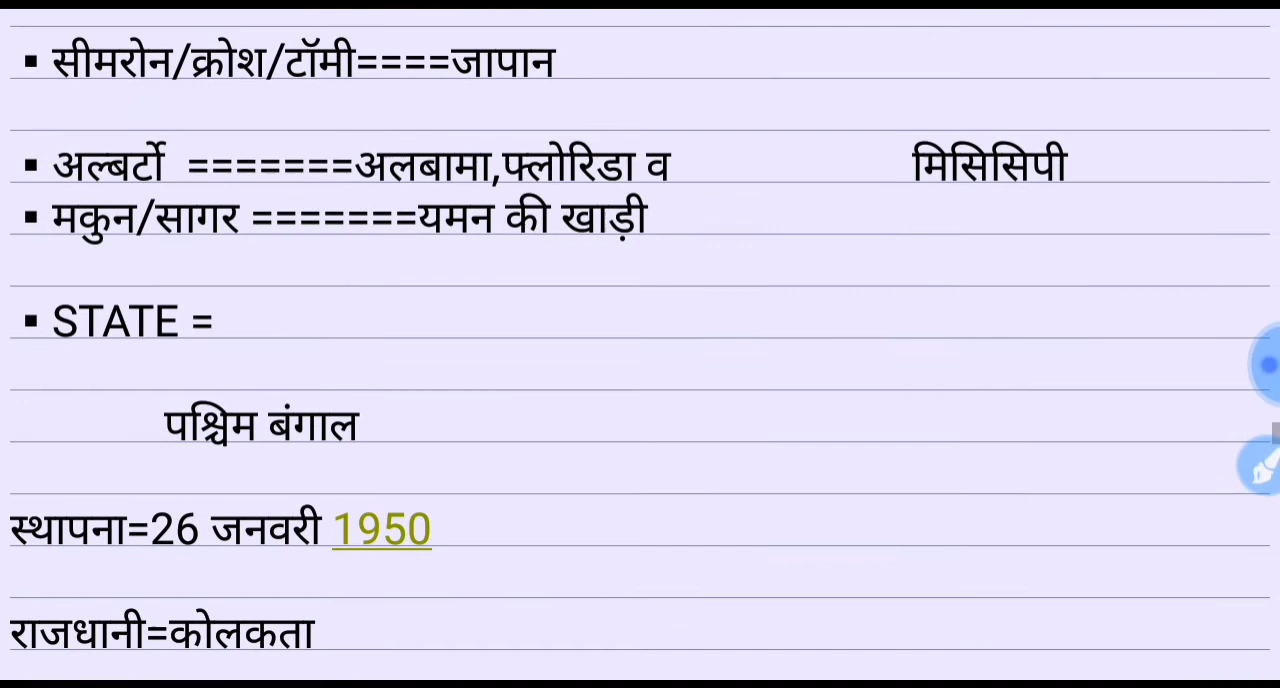 ▪ सीमरोन/क्रोश/टॉमी====जापान
▪ अल्बर्टो =======अलबामा,फ्लोरिडा व मिसिसिपी
▪ मकुन/सागर =======यमन की खाड़ी
▪ STATE =
पश्चिम बंगाल
स्थापना=26 जनवरी 1950
राजधानी=कोलकता